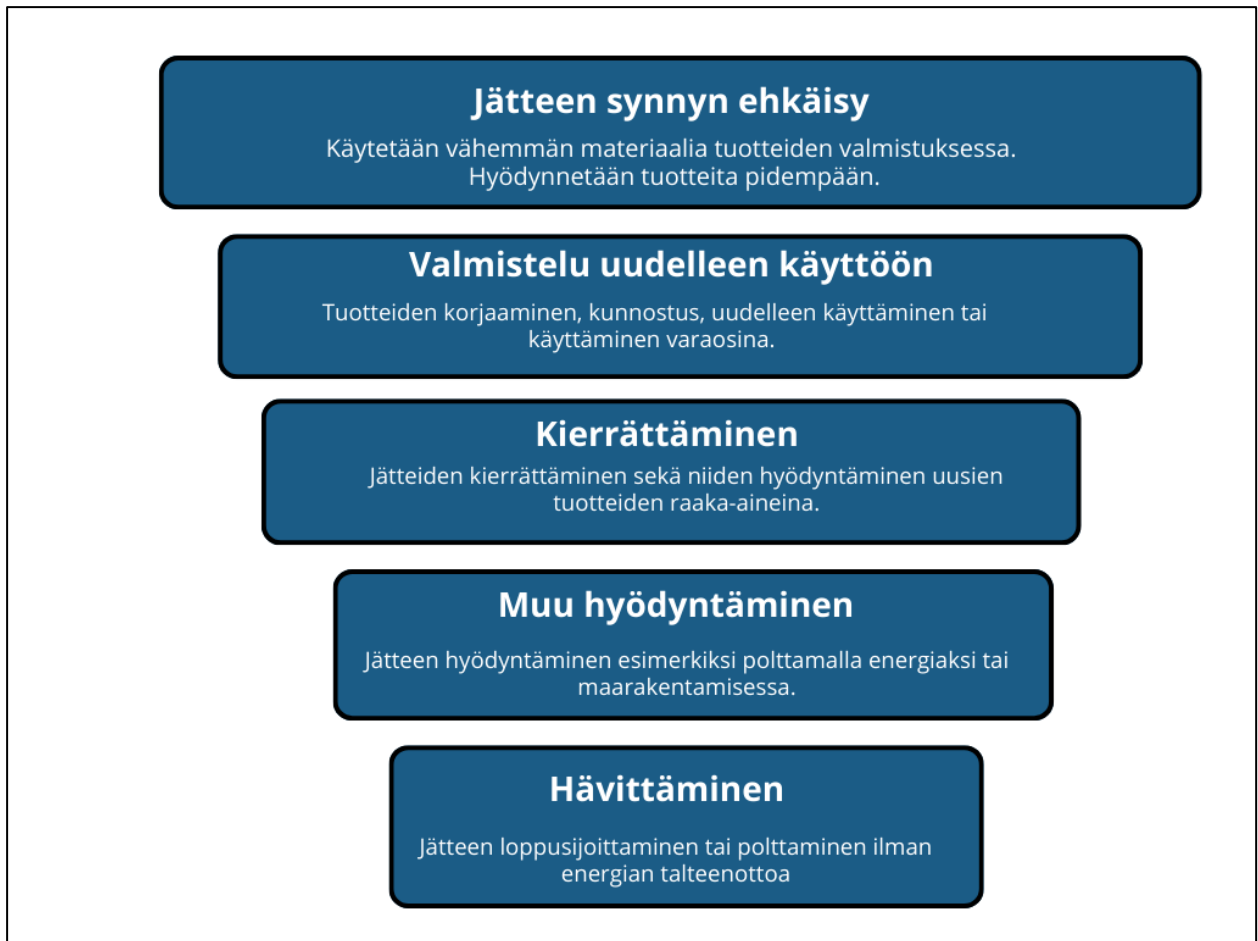 Jätteen synnyn ehkäisy
Käytetään vähemmän materiaalia tuotteiden valmistuksessa.
Hyödynnetään tuotteita pidempään.
Valmistelu uudelleen käyttöön
Tuotteiden korjaaminen, kunnostus, uudelleen käyttäminen tai
käyttäminen varaosina.
Kierrättäminen
Jätteiden kierrättäminen sekä niiden hyödyntäminen uusien
tuotteiden raaka-aineina.
Muu hyödyntäminen
Jätteen hyödyntäminen esimerkiksi polttamalla energiaksi tai
maarakentamisessa.
Hävittäminen
Jätteen loppusijoittaminen tai polttaminen ilman
energian talteenottoa